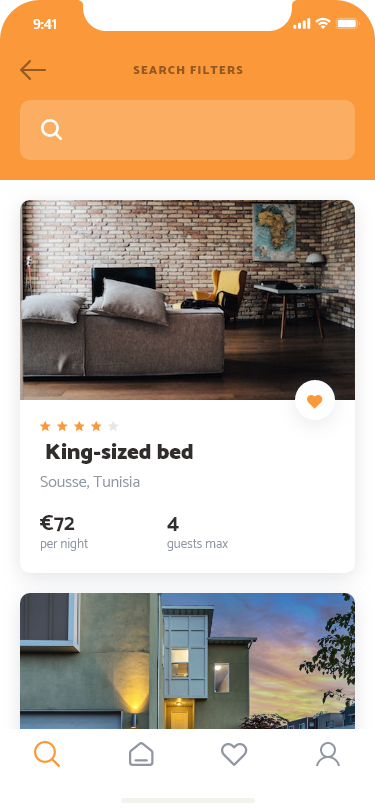 9:41
SEARCH FILTERS
King-sized bed
Sousse, Tunisia
€72
4
per night
guests max